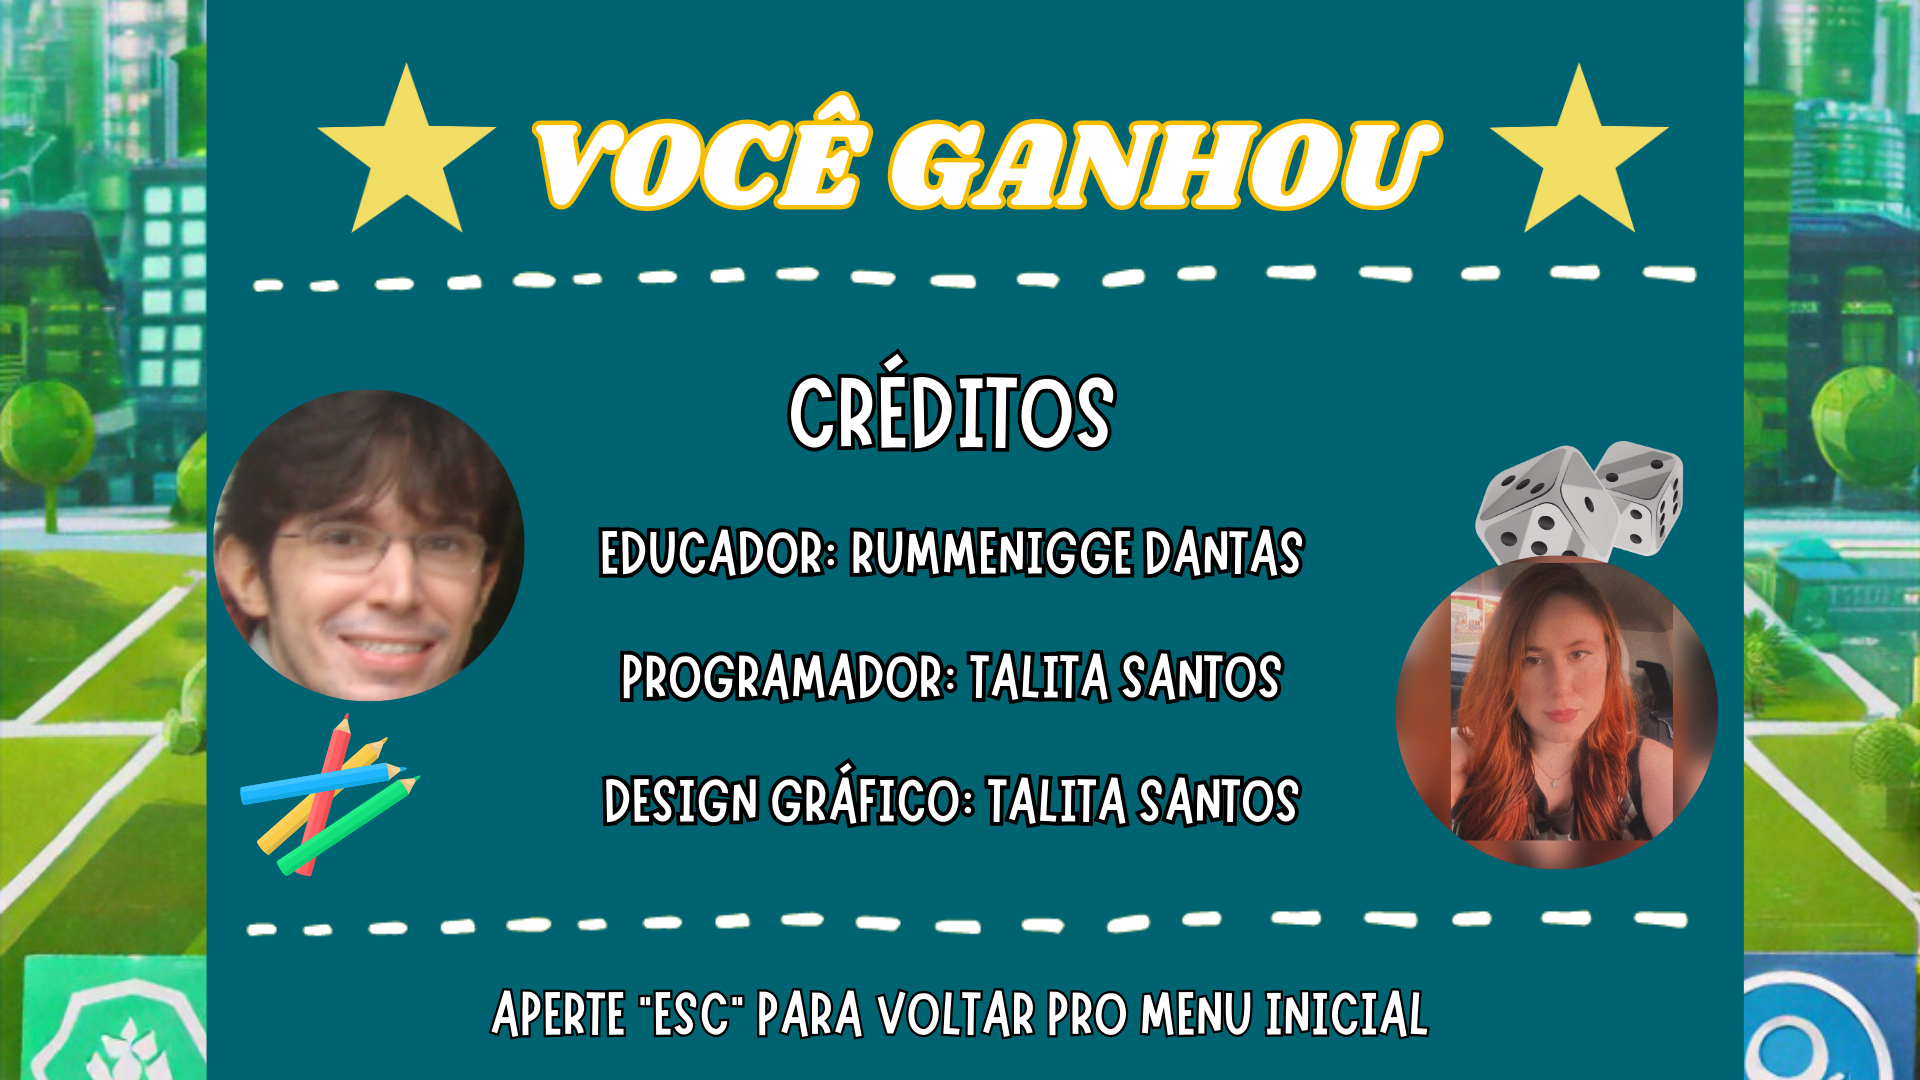 VOCÊ GANHOU
CRÉDITOS
EDUCADOR: RUMMENIGGE DANTAS
PROGRAMADOR: TALITA SANTOS
DESIGN GRÁFICO: TALITA SANTOS
APERTE "ESC" PARA VOLTAR PRO MENU INICIAL